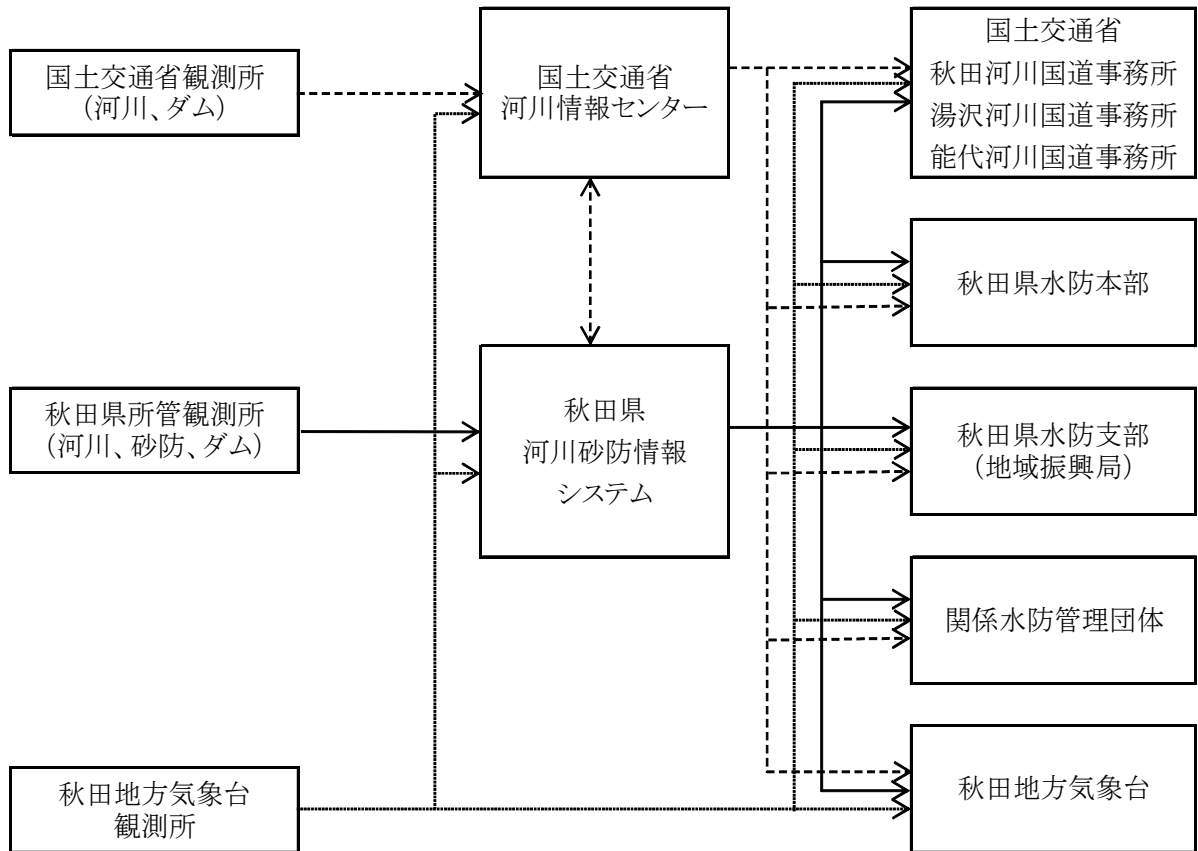 国土交通省観測所
(河川、ダム)
国土交通省
河川情報センター
国土交通省
秋田河川国道事務所
湯沢河川国道事務所
能代河川国道事務所
秋田県水防本部
秋田県所管観測所
(河川、砂防、ダム)
秋田県
河川砂防情報
システム
秋田県水防支部
(地域振興局)
関係水防管理団体
秋田地方気象台
観測所
秋田地方気象台